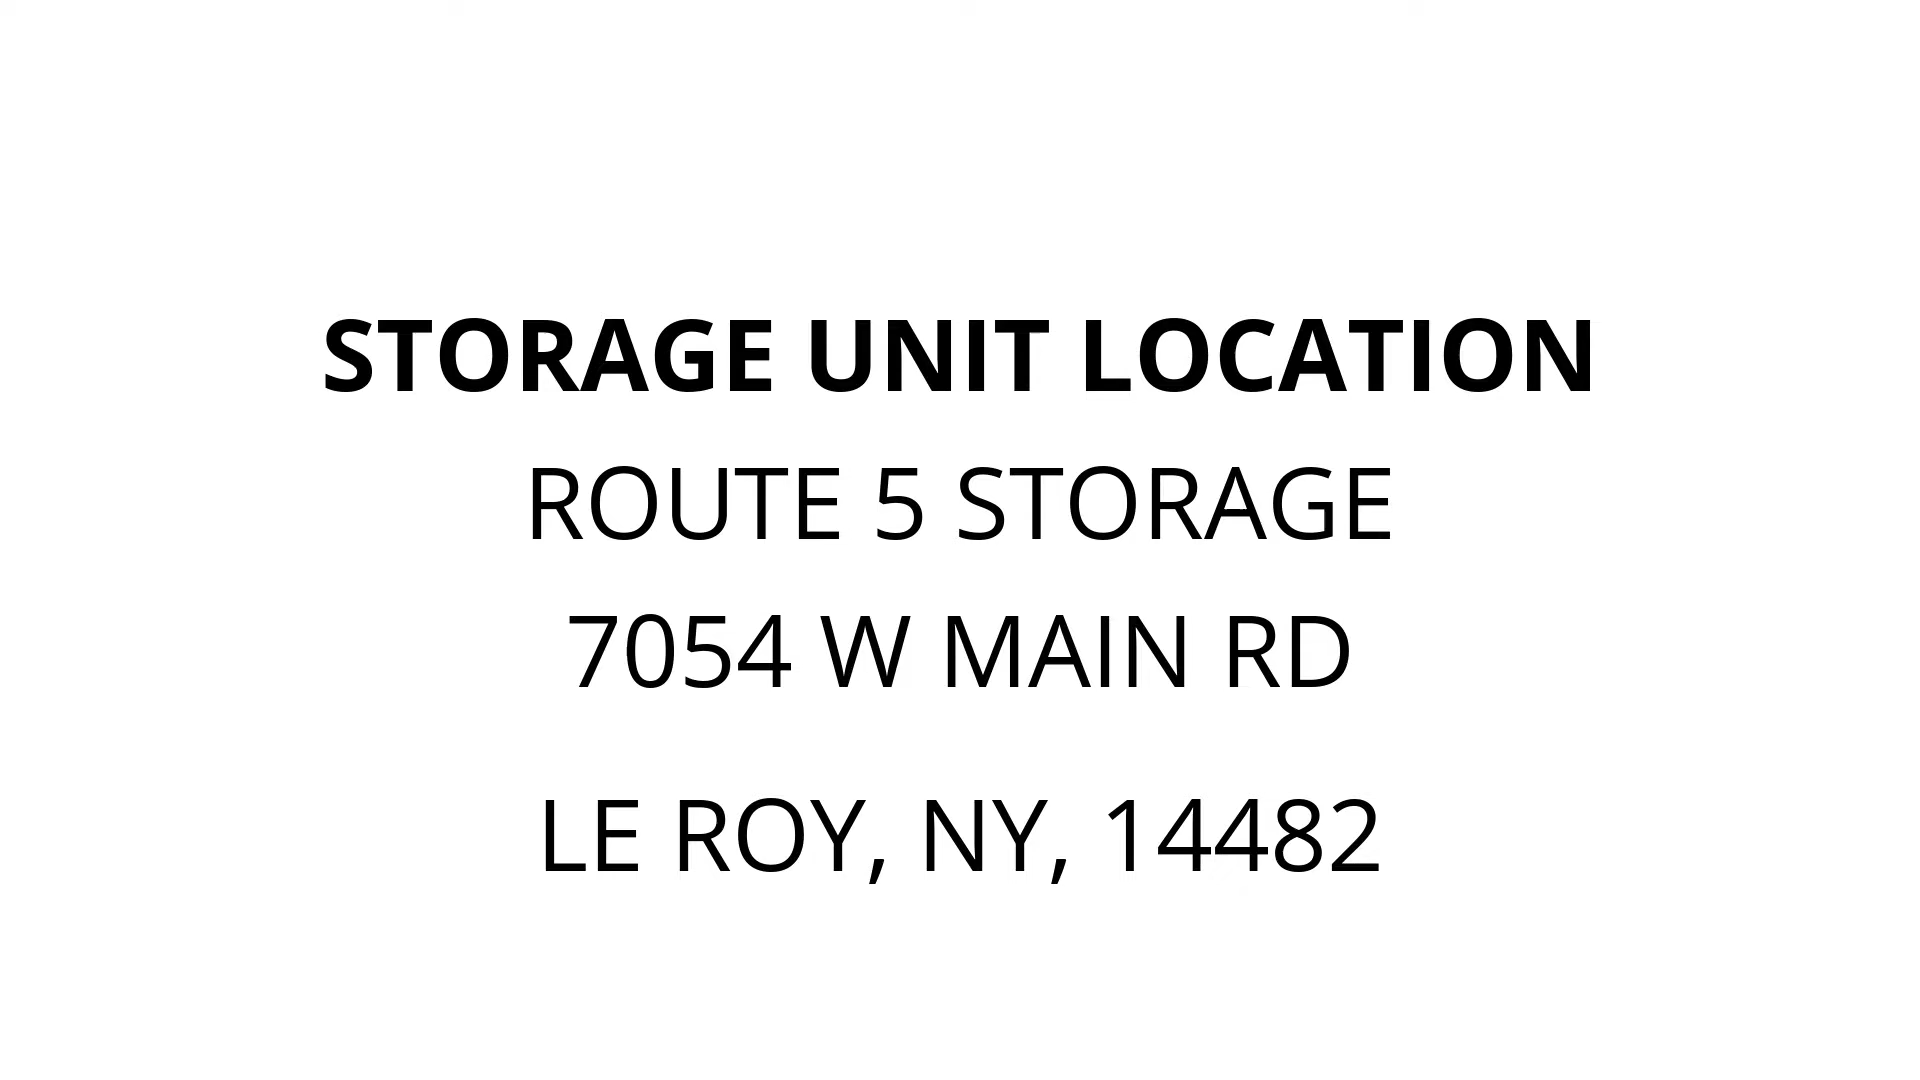 STORAGE UNIT LOCATION
ROUTE 5 STORAGE
7054 W MAIN RD
LE ROY, NY, 14482